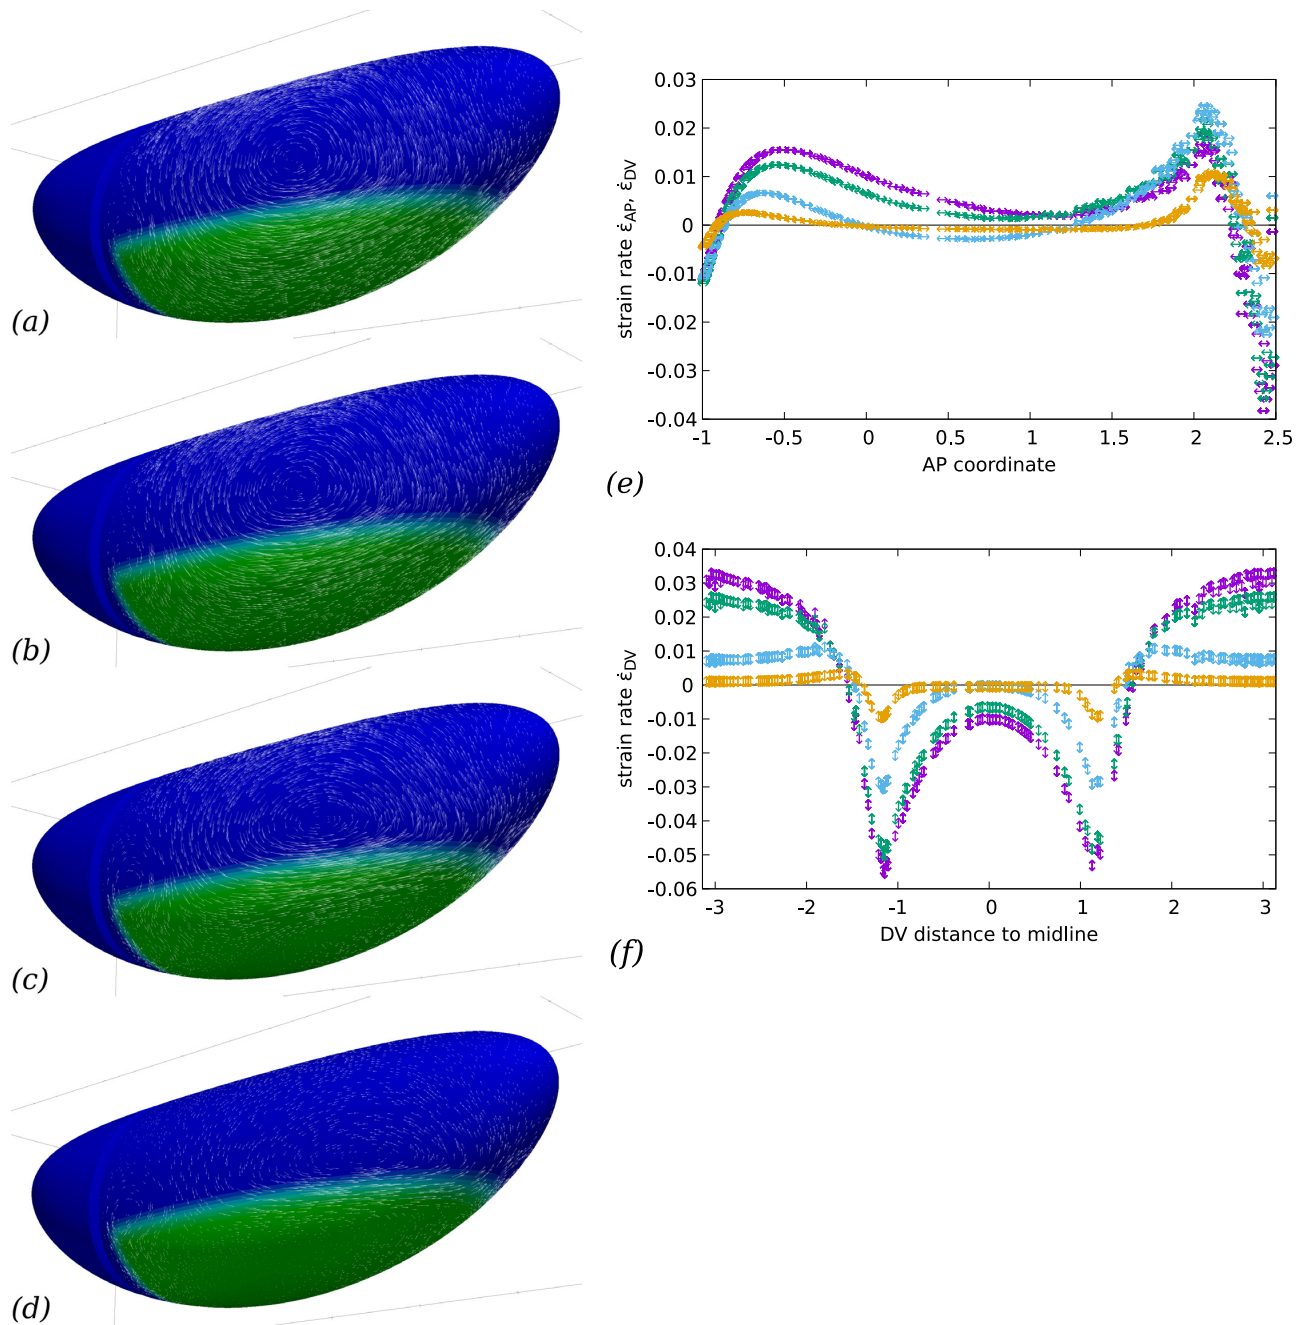 (a)
(b)
(c)
(d)
strain rate ε̇AP, ε̇DV
0.03
0.02
0.01
0
-0.01
-0.02
-0.03
-0.04
-1 -0.5 0 0.5 1 1.5 2 2.5
AP coordinate
(e)
strain rate ε̇DV
0.04
0.03
0.02
0.01
0
-0.01
-0.02
-0.03
-0.04
-0.05
-0.06
-3 -2 -1 0 1 2 3
DV distance to midline
(f)